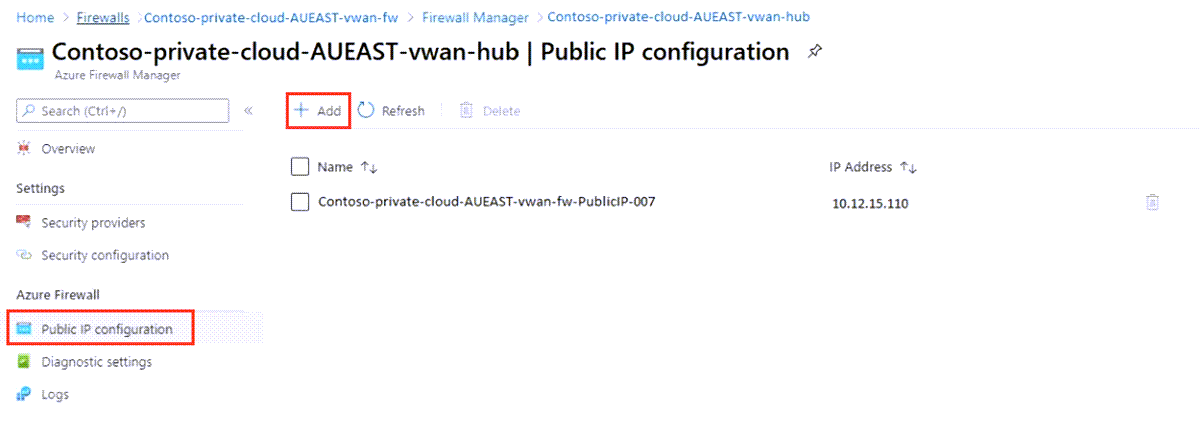 Home > Firewalls > Contoso-private-cloud-AUEAST-vwan-fw > Firewall Manager > Contoso-private-cloud-AUEAST-vwan-hub
Contoso-private-cloud-AUEAST-vwan-hub | Public IP configuration
Azure Firewall Manager
Search (Ctrl+/)
«
+ Add
Refresh
Delete
Overview
Name ↑↓
IP Address ↑↓
Settings
Contoso-private-cloud-AUEAST-vwan-fw-PublicIP-007
10.12.15.110
Security providers
Security configuration
Azure Firewall
Public IP configuration
Diagnostic settings
Logs